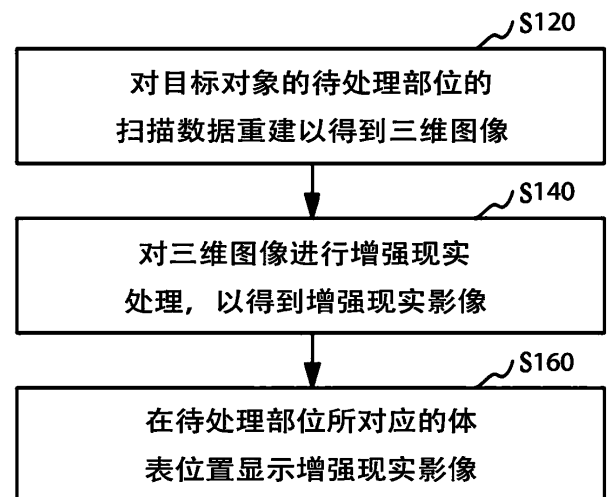 S120
对目标对象的待处理部位的
扫描数据重建以得到三维图像
S140
对三维图像进行增强现实
处理，以得到增强现实影像
S160
在待处理部位所对应的体
表位置显示增强现实影像